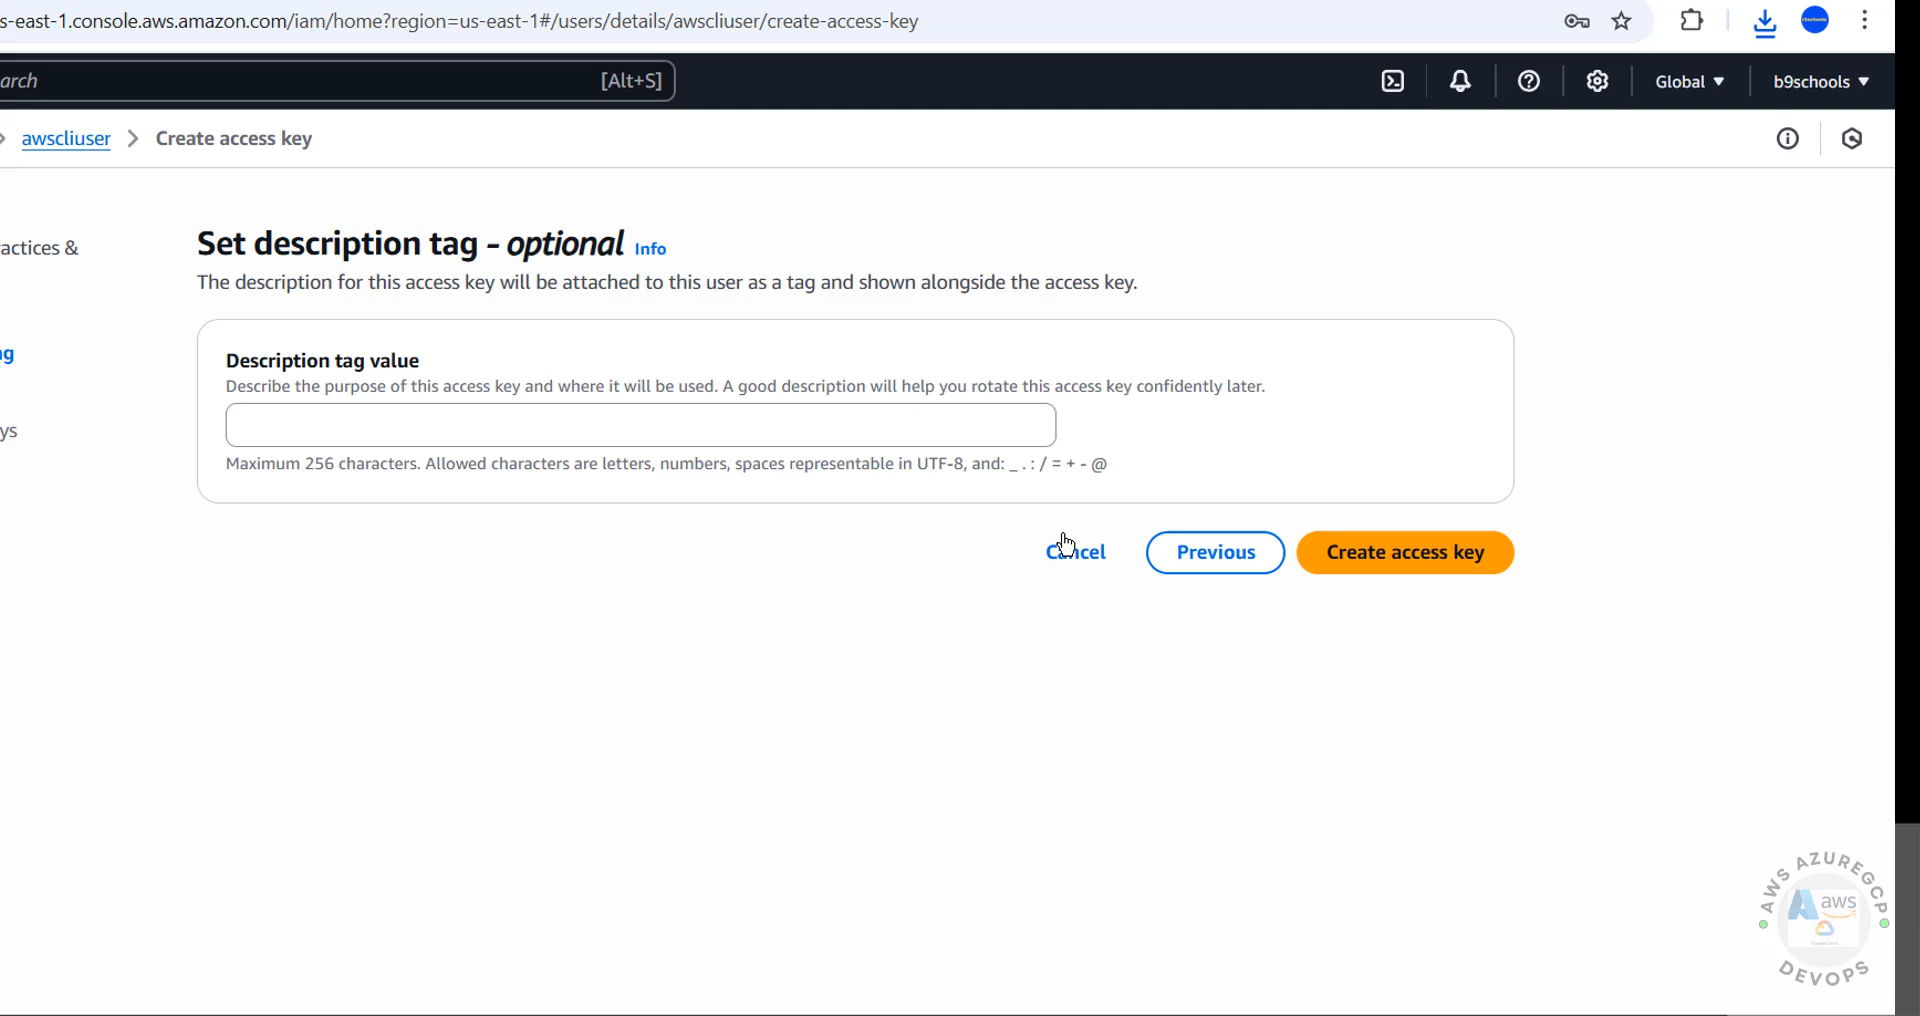 s-east-1.console.aws.amazon.com/iam/home?region=us-east-1#/users/details/awscliuser/create-access-key
arch [Alt+S] Global b9schools
awscliuser Create access key
actices &
Set description tag - optional Info
The description for this access key will be attached to this user as a tag and shown alongside the access key.
ag
Description tag value
Describe the purpose of this access key and where it will be used. A good description will help you rotate this access key confidently later.
ys
Maximum 256 characters. Allowed characters are letters, numbers, spaces representable in UTF-8, and: _ . : / = + - @
Cancel Previous Create access key
AWS AZUREGCP
aws
DEVOPS